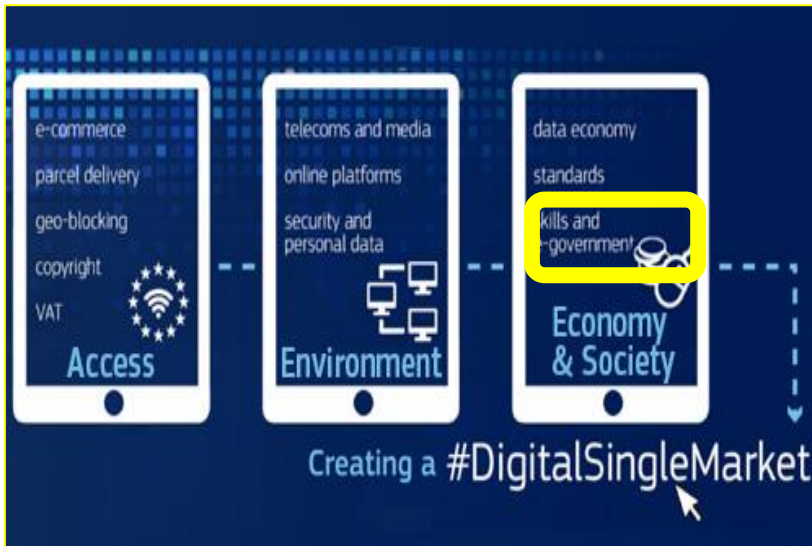 e-commerce
parcel delivery
geo-blocking
copyright
VAT
Access
telecoms and media
online platforms
security and
personal data
Environment
data economy
standards
skills and
e-government
Economy
& Society
Creating a #DigitalSingleMarket